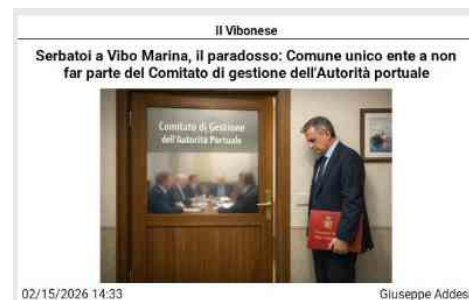 Il Vibonese
Serbatoi a Vibo Marina, il paradosso: Comune unico ente a non
far parte del Comitato di gestione dell'Autorità portuale
Comitato di Gestione
dell'Autorità Portuale
02/15/2026 14:33
Giuseppe Addesi